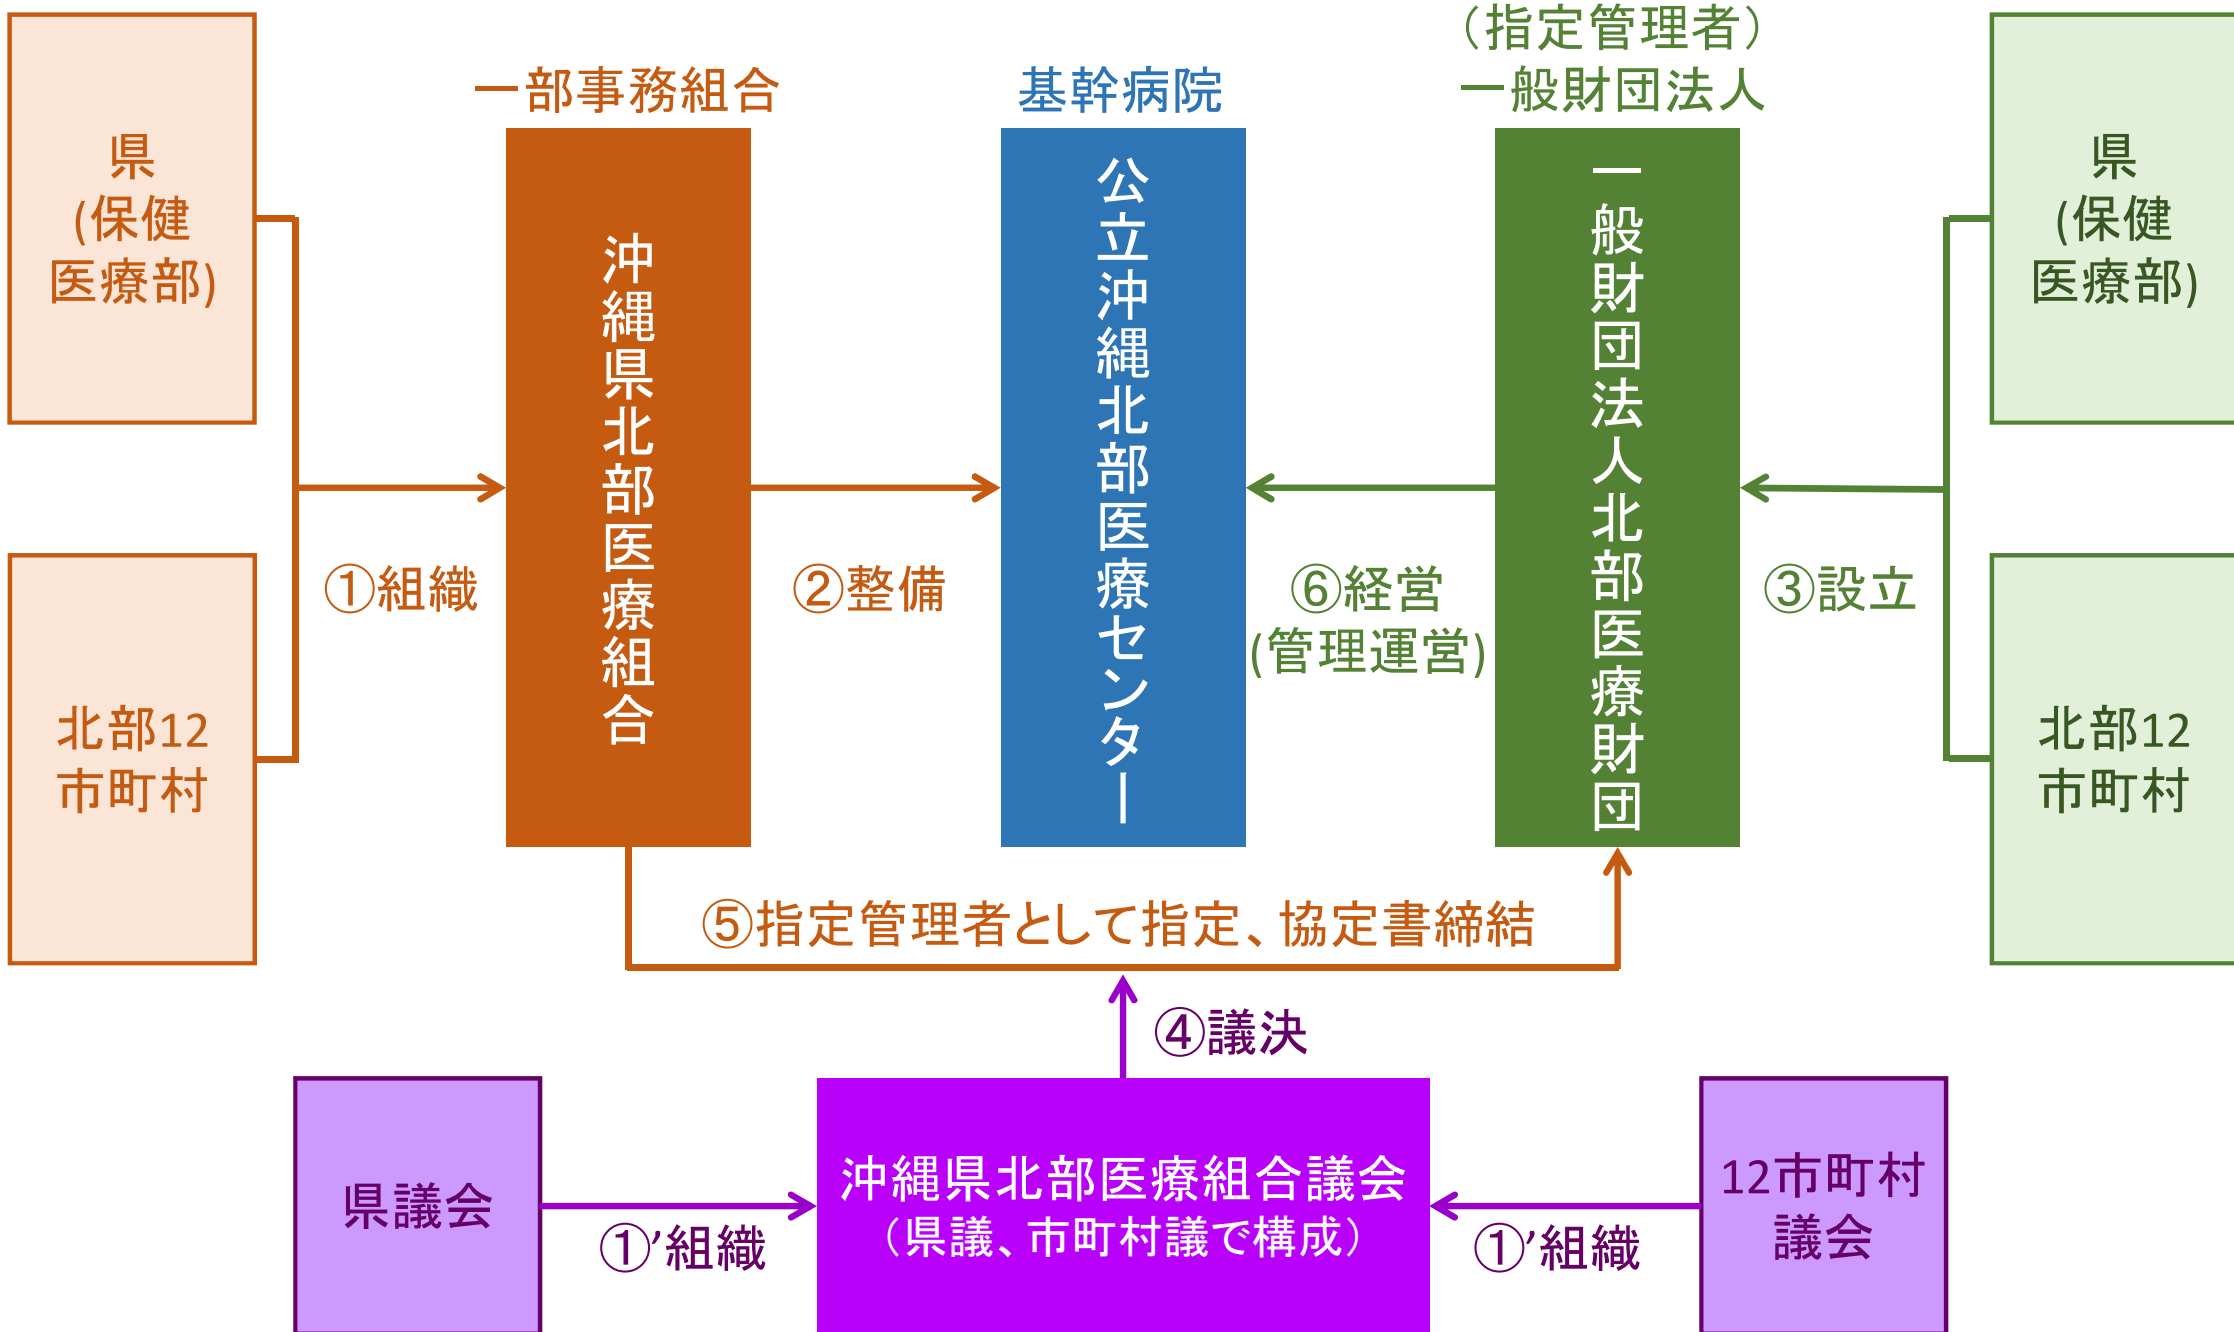 県
(保健
医療部)
北部12
市町村
①組織
一部事務組合
沖縄県北部医療組合
②整備
基幹病院
公立沖縄北部医療センター
⑥経営
(管理運営)
（指定管理者）
一般財団法人
一般財団法人北部医療財団
③設立
県
(保健
医療部)
北部12
市町村
⑤指定管理者として指定、協定書締結
④議決
県議会
①’組織
沖縄県北部医療組合議会
（県議、市町村議で構成）
①’組織
12市町村
議会